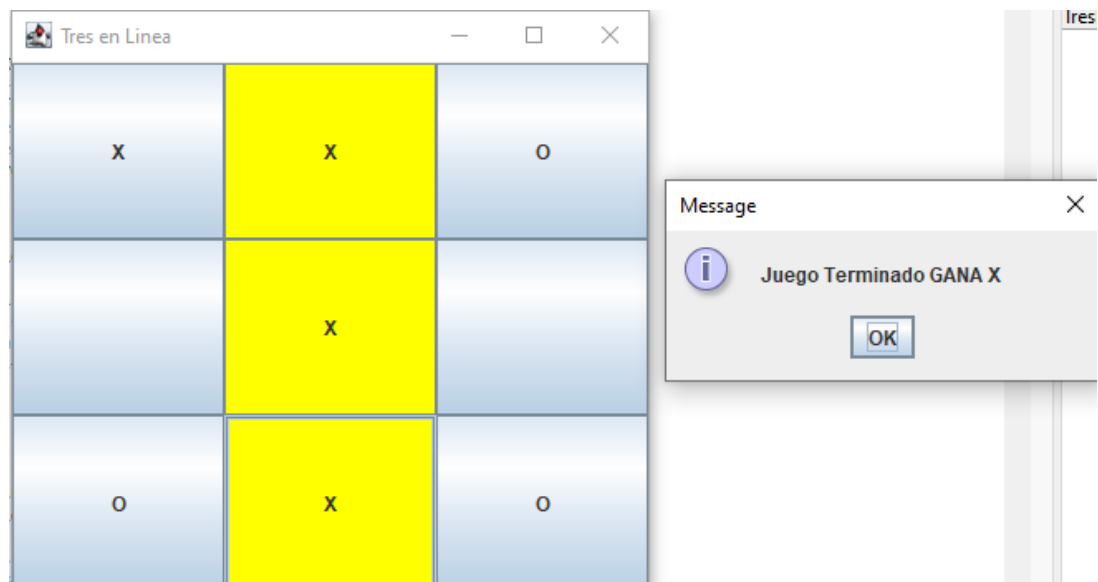 Tres en Linea
Tres
X X O
X
O X O
Message
i
Juego Terminado GANA X
OK